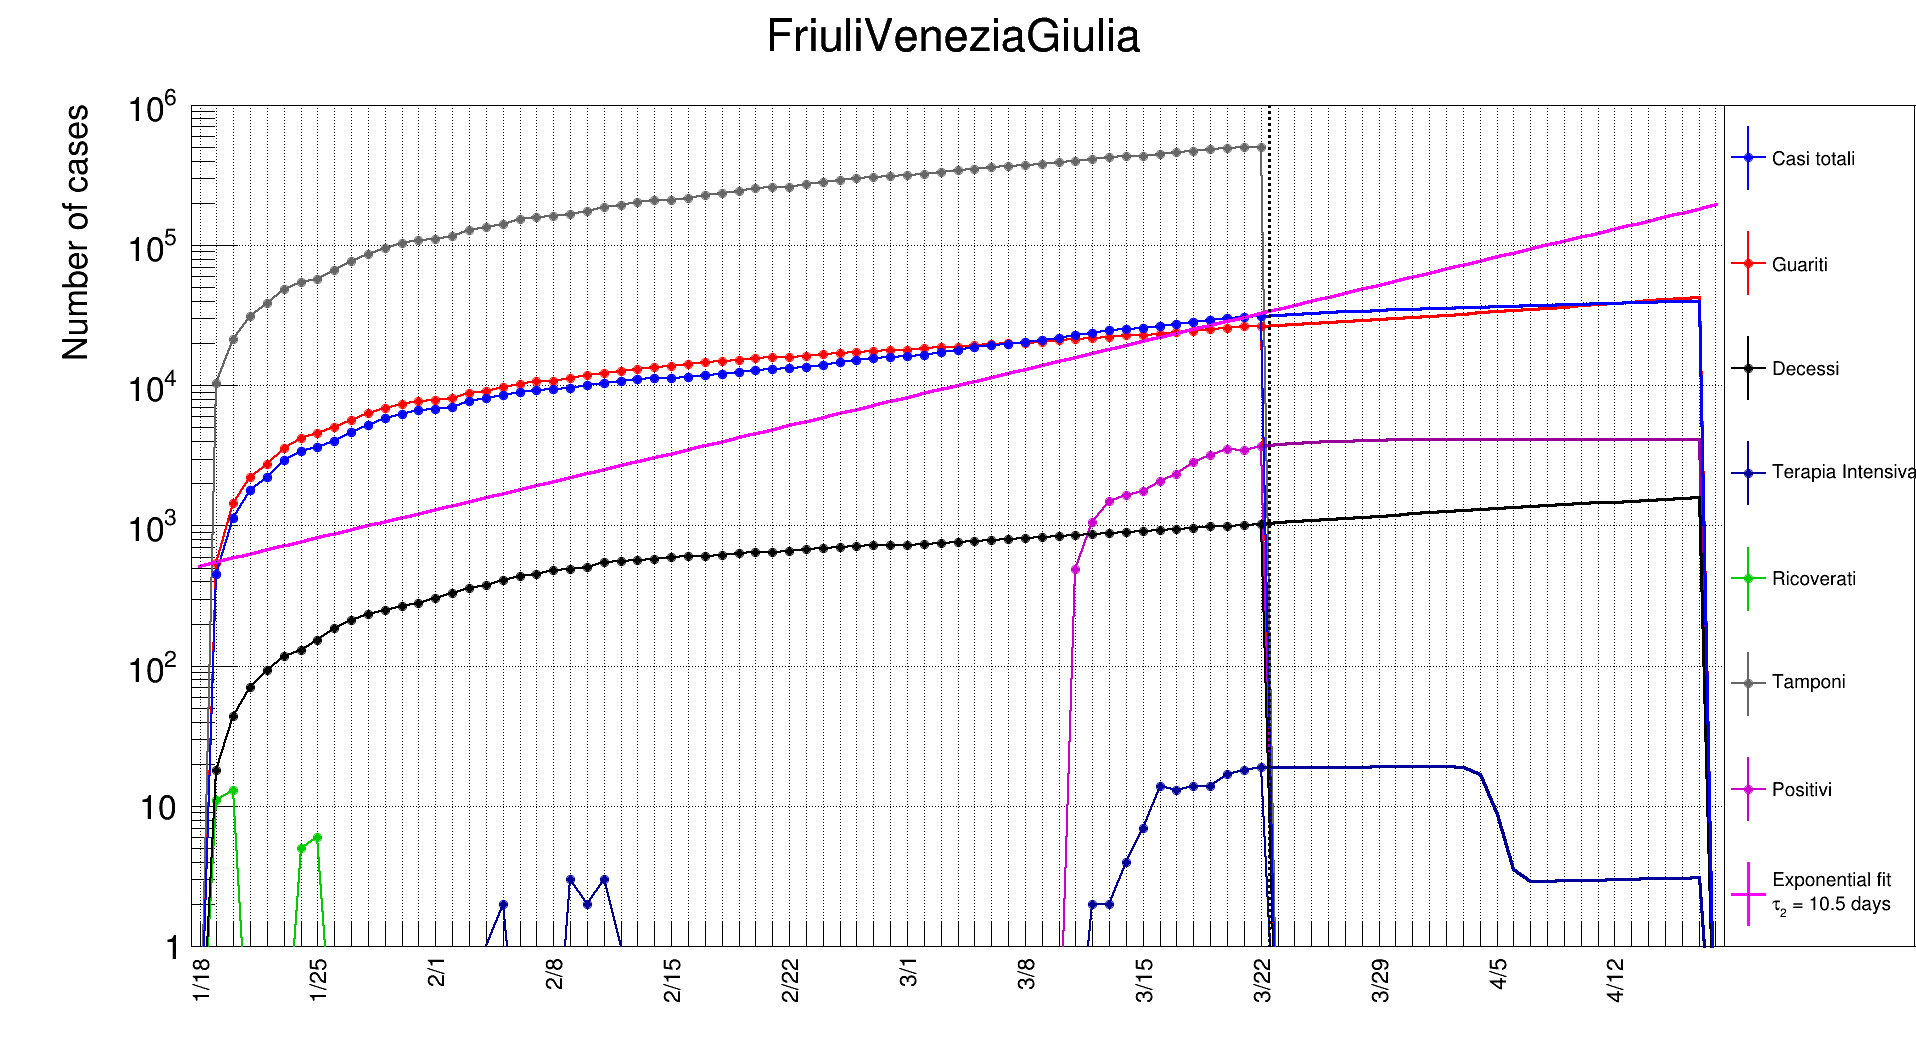 FriuliVeneziaGiulia
Number of cases
10^6
10^5
10^4
10^3
10^2
10
1
1/18
1/25
2/1
2/8
2/15
2/22
3/1
3/8
3/15
3/22
3/29
4/5
4/12
Casi totali
Guariti
Decessi
Terapia Intensiva
Ricoverati
Tamponi
Positivi
Exponential fit
τ_2 = 10.5 days